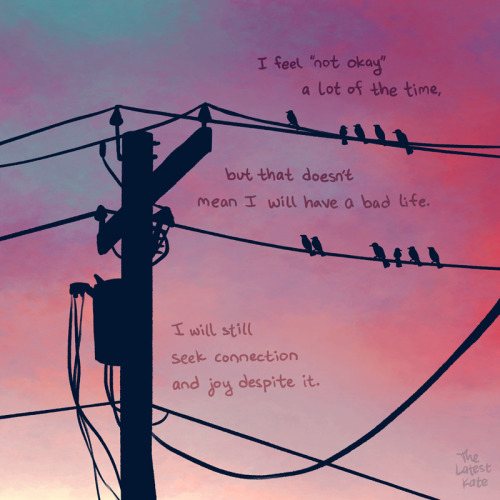 I feel "not okay"
a lot of the time,
but that doesn't
mean I will have a bad life.
I will still
seek connection
and joy despite it.
The
Latest
Kate